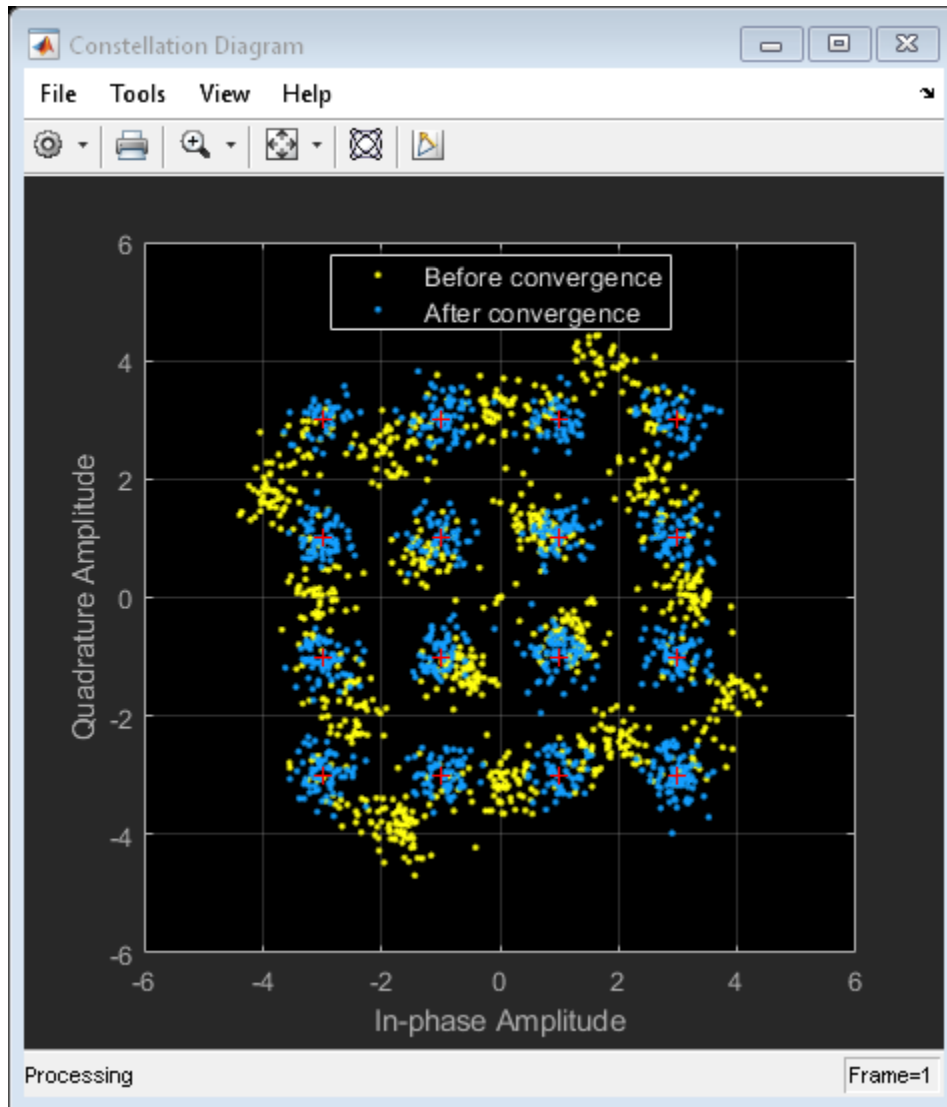 Constellation Diagram
File Tools View Help
6
Before convergence
After convergence
4
2
0
-2
-4
-6
Quadrature Amplitude
-6 -4 -2 0 2 4 6
In-phase Amplitude
Processing Frame=1